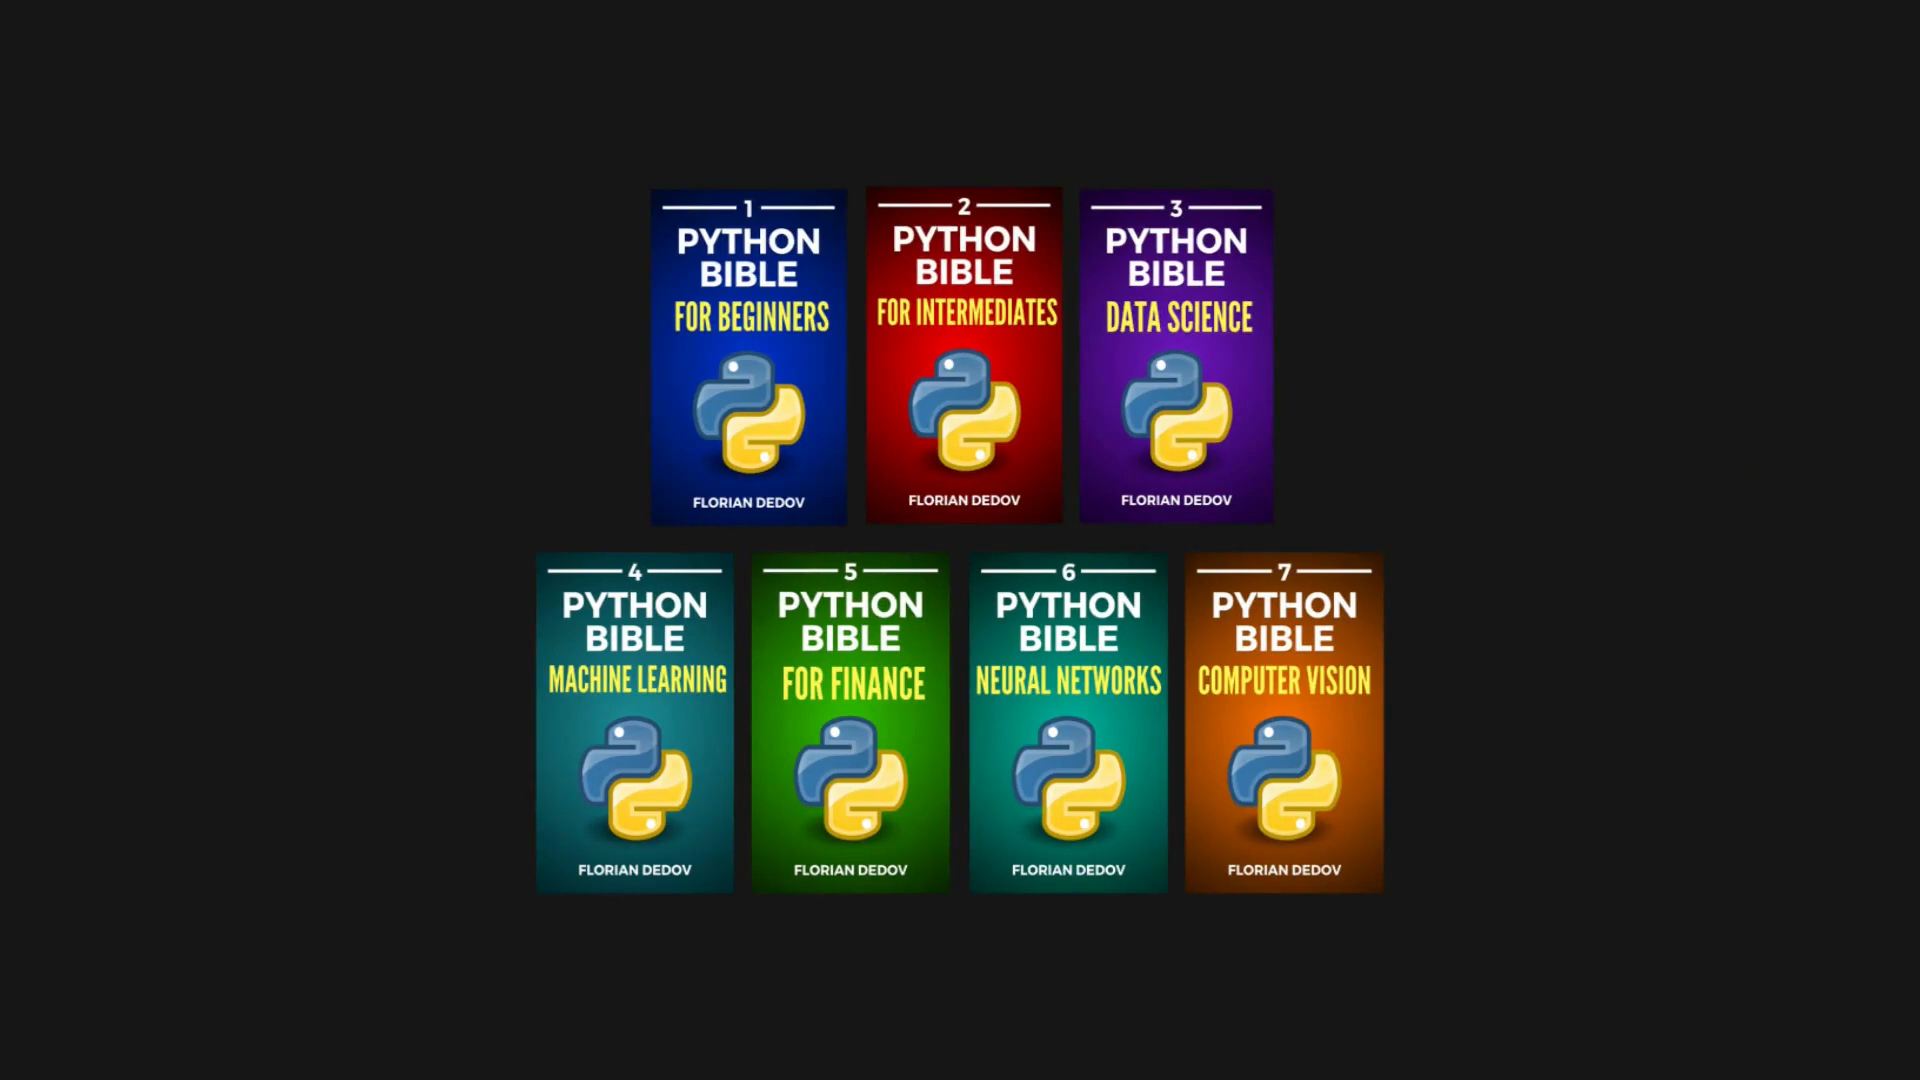 1
PYTHON
BIBLE
FOR BEGINNERS
FLORIAN DEDOV
2
PYTHON
BIBLE
FOR INTERMEDIATES
FLORIAN DEDOV
3
PYTHON
BIBLE
DATA SCIENCE
FLORIAN DEDOV
4
PYTHON
BIBLE
MACHINE LEARNING
FLORIAN DEDOV
5
PYTHON
BIBLE
FOR FINANCE
FLORIAN DEDOV
6
PYTHON
BIBLE
NEURAL NETWORKS
FLORIAN DEDOV
7
PYTHON
BIBLE
COMPUTER VISION
FLORIAN DEDOV